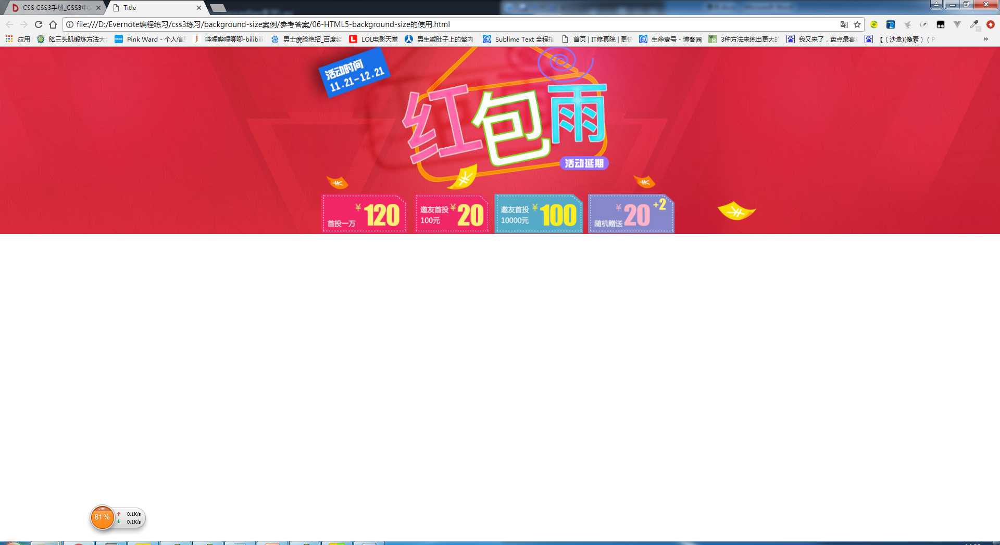 CSS CSS3手册_CSS3中文
Title
file:///D:/Evernote编程练习/css3练习/background-size案例/参考答案/06-HTML5-background-size的使用.html
应用
肱三头肌锻炼方法大全
Pink Ward - 个人信息
哔哩哔哩唧唧-bilibili
男士瘦脸绝招_百度经
LOL电影天堂
男生减肚子上的赘肉
Sublime Text 全程指
首页 | IT修真院 | 更快
生命壹号 - 博客园
3种方法来练出更大的
我又来了，盘点最喜
【（沙盒)(像素）（P
»
活动时间
11.21-12.21
红包雨
活动延期
首投一万
¥120
邀友首投
100元
¥20
邀友首投
10000元
¥100
随机赠送
¥20
+2
81%
0.1K/s
0.1K/s